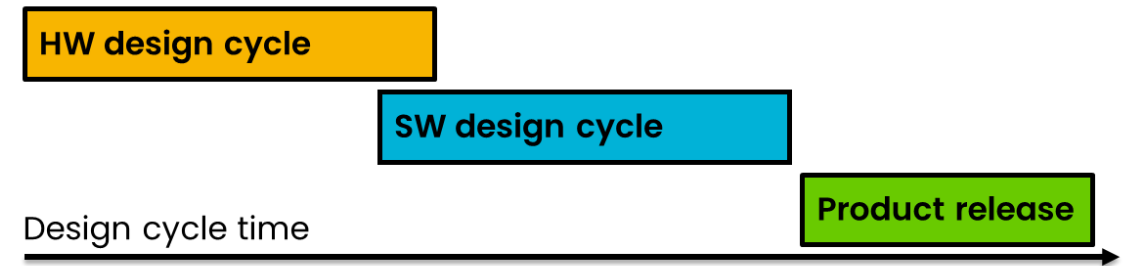 HW design cycle
SW design cycle
Product release
Design cycle time